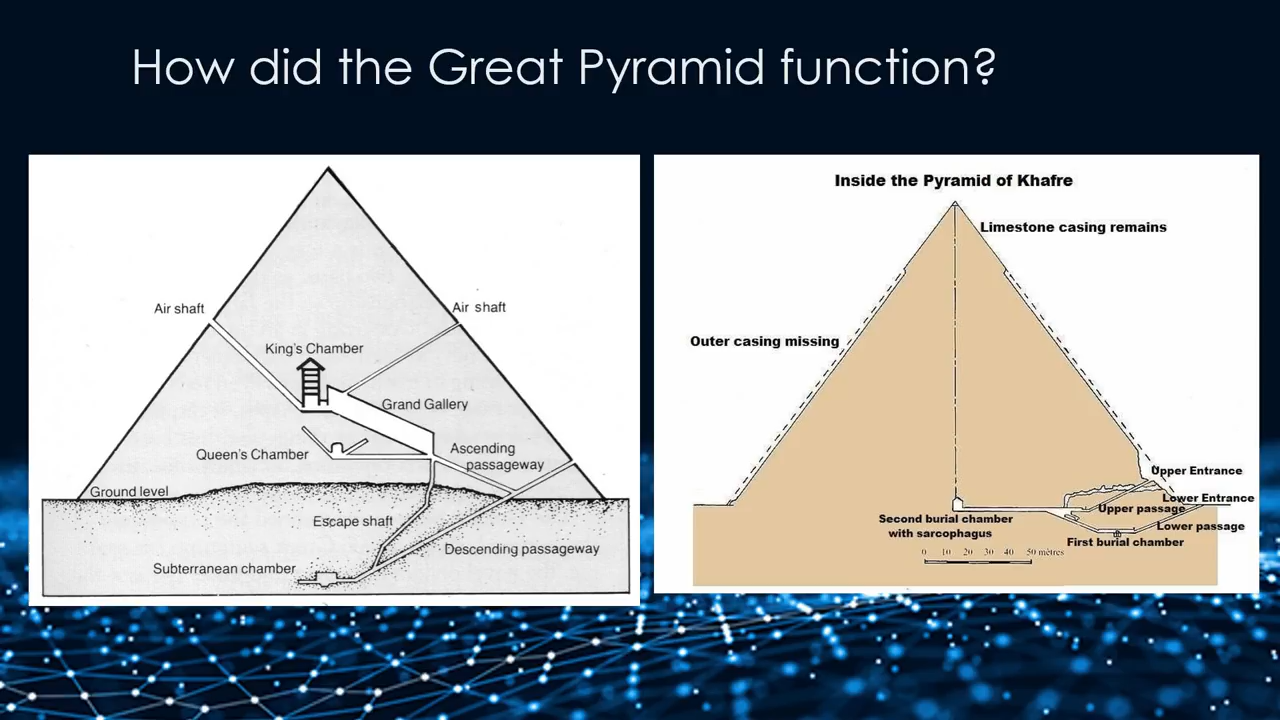 How did the Great Pyramid function?
Air shaft
Air shaft
King's Chamber
Grand Gallery
Queen's Chamber
Ascending
passageway
Ground level
Escape shaft
Descending passageway
Subterranean chamber
Inside the Pyramid of Khafre
Limestone casing remains
Outer casing missing
Upper Entrance
Lower Entrance
Upper passage
Second burial chamber
with sarcophagus
Lower passage
First burial chamber
0 10 20 30 40 50 mètres